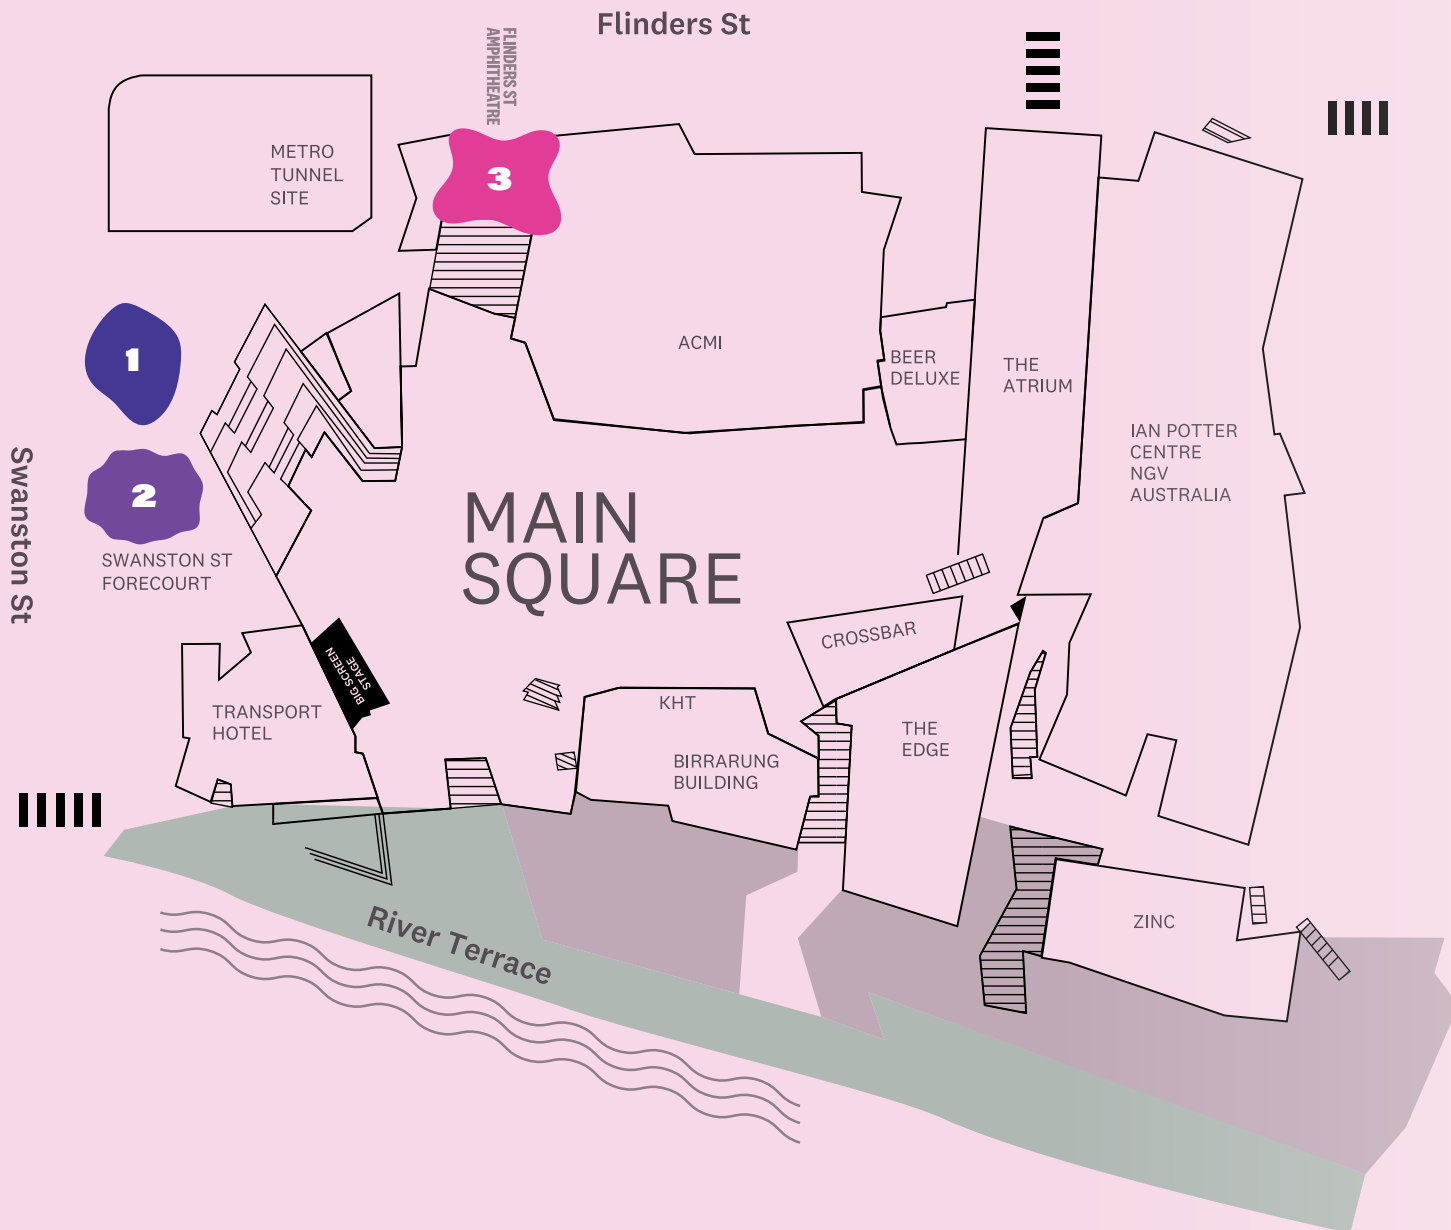 Flinders St
FLINDERS ST
AMPHITHEATRE
METRO
TUNNEL
SITE
3
1
2
ACMI
BEER
DELUXE
THE
ATRIUM
IAN POTTER
CENTRE
NGV
AUSTRALIA
Swanston St
SWANSTON ST
FORECOURT
MAIN
SQUARE
CROSSBAR
BIG SCREEN
STAGE
TRANSPORT
HOTEL
KHT
BIRRARUNG
BUILDING
THE
EDGE
ZINC
River Terrace